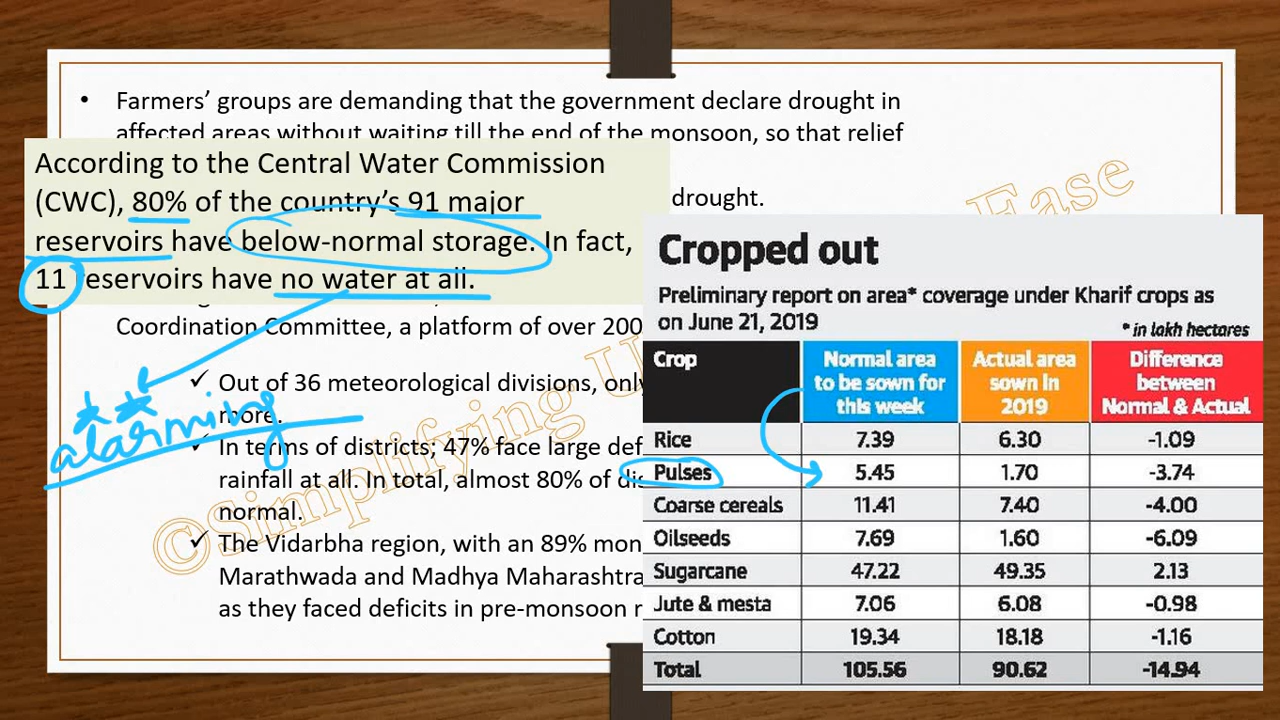 • Farmers’ groups are demanding that the government declare drought in
affected areas without waiting till the end of the monsoon, so that relief
drought.
According to the Central Water Commission
(CWC), 80% of the country’s 91 major
reservoirs have below-normal storage. In fact,
11 reservoirs have no water at all.
Coordination Committee, a platform of over 200
✓ Out of 36 meteorological divisions, only
more.
✓ In terms of districts; 47% face large def
rainfall at all. In total, almost 80% of dis
normal.
✓ The Vidarbha region, with an 89% mon
Marathwada and Madhya Maharashtra
as they faced deficits in pre-monsoon r
alarming
©Simplifying U
Ease
Cropped out
Preliminary report on area* coverage under Kharif crops as
on June 21, 2019
* in lakh hectares
Crop Normal area to be sown for this week Actual area sown in 2019 Difference between Normal & Actual
Rice 7.39 6.30 -1.09
Pulses 5.45 1.70 -3.74
Coarse cereals 11.41 7.40 -4.00
Oilseeds 7.69 1.60 -6.09
Sugarcane 47.22 49.35 2.13
Jute & mesta 7.06 6.08 -0.98
Cotton 19.34 18.18 -1.16
Total 105.56 90.62 -14.94